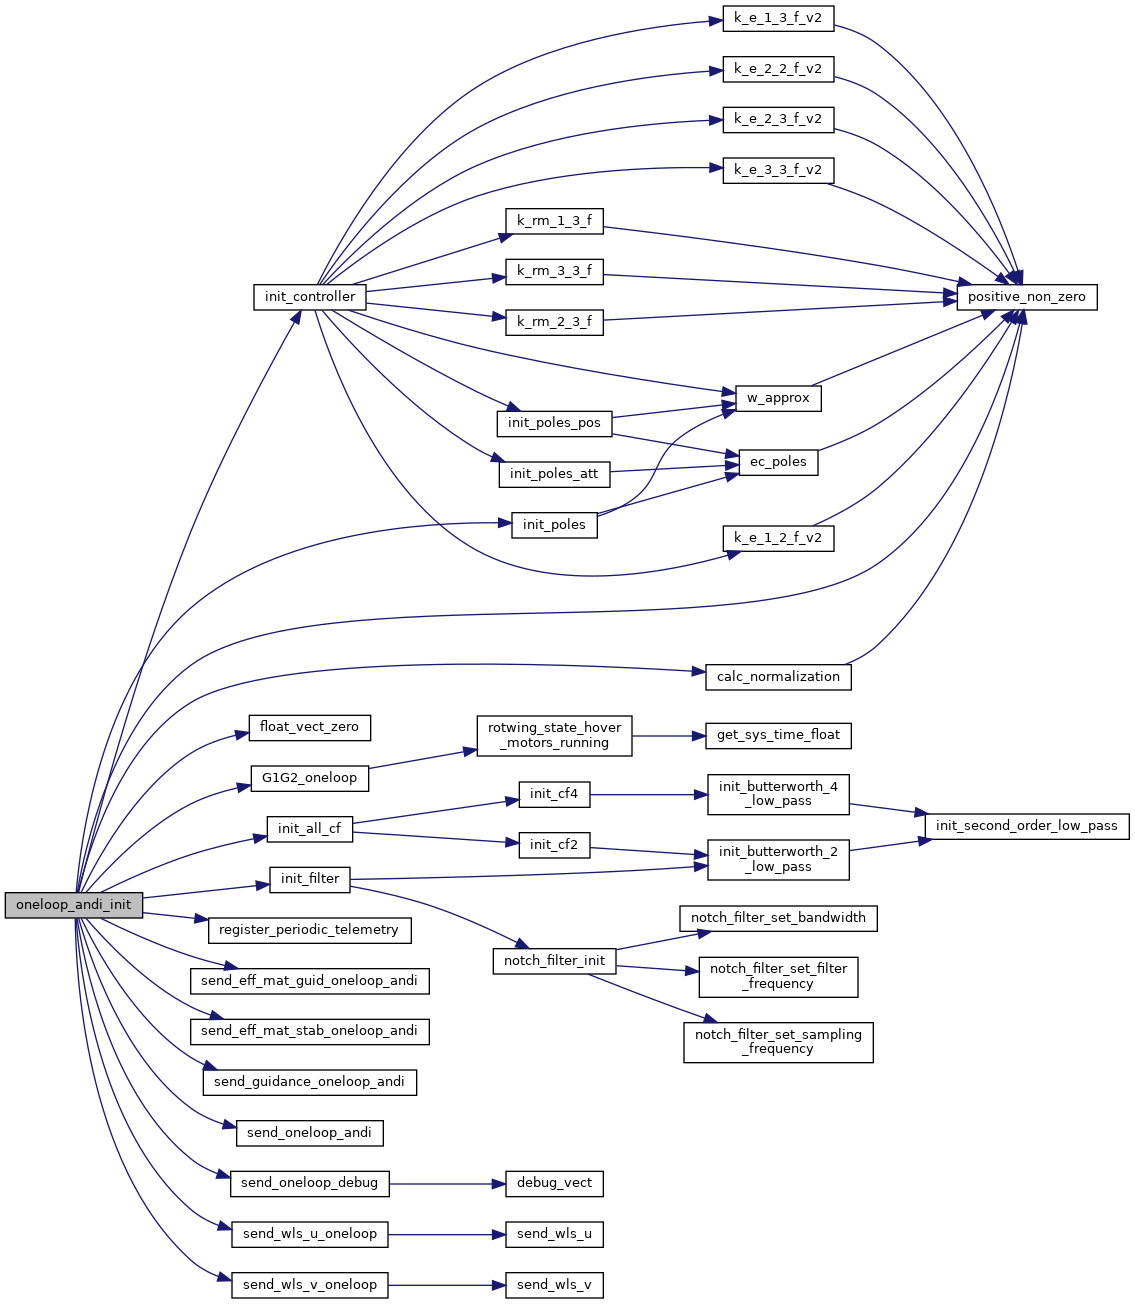 k_e_1_3_f_v2
k_e_2_2_f_v2
k_e_2_3_f_v2
k_e_3_3_f_v2
k_rm_1_3_f
k_rm_3_3_f
init_controller
positive_non_zero
k_rm_2_3_f
w_approx
init_poles_pos
ec_poles
init_poles_att
init_poles
k_e_1_2_f_v2
calc_normalization
float_vect_zero
rotwing_state_hover
_motors_running
get_sys_time_float
G1G2_oneloop
init_cf4
init_butterworth_4
_low_pass
init_all_cf
init_second_order_low_pass
init_cf2
init_butterworth_2
_low_pass
init_filter
oneloop_andi_init
notch_filter_set_bandwidth
register_periodic_telemetry
notch_filter_init
notch_filter_set_filter
_frequency
send_eff_mat_guid_oneloop_andi
send_eff_mat_stab_oneloop_andi
notch_filter_set_sampling
_frequency
send_guidance_oneloop_andi
send_oneloop_andi
send_oneloop_debug
debug_vect
send_wls_u_oneloop
send_wls_u
send_wls_v_oneloop
send_wls_v